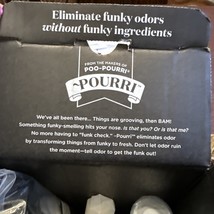 Eliminate funky odors
without funky ingredients
FROM THE MAKERS OF
POO~POURRI
~POURRI
We've all been there... Things are grooving, then BAM!
Something funky-smelling hits your nose. Is that you? Or is that me?
No more having to "funk check." ~Pourri™ eliminates odor
by transforming things from funky to fresh. Don't let odor ruin
the moment—tell odor to get the funk out!